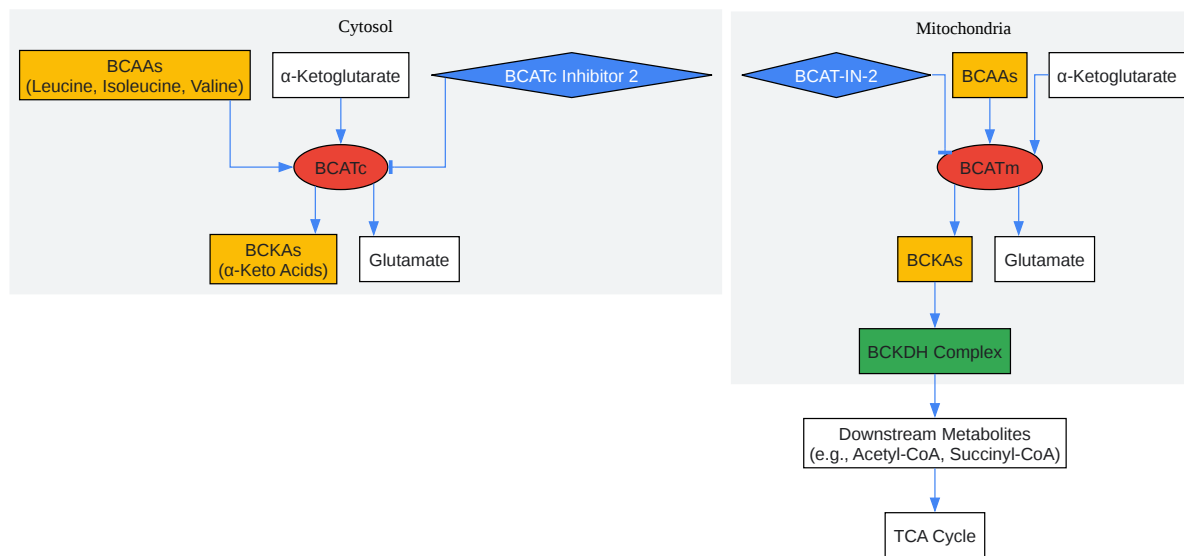 Cytosol
BCAAs
(Leucine, Isoleucine, Valine)
α-Ketoglutarate
BCATc Inhibitor 2
BCATc
BCKAs
(α-Keto Acids)
Glutamate
Mitochondria
BCAT-IN-2
BCAAs
α-Ketoglutarate
BCATm
BCKAs
Glutamate
BCKDH Complex
Downstream Metabolites
(e.g., Acetyl-CoA, Succinyl-CoA)
TCA Cycle